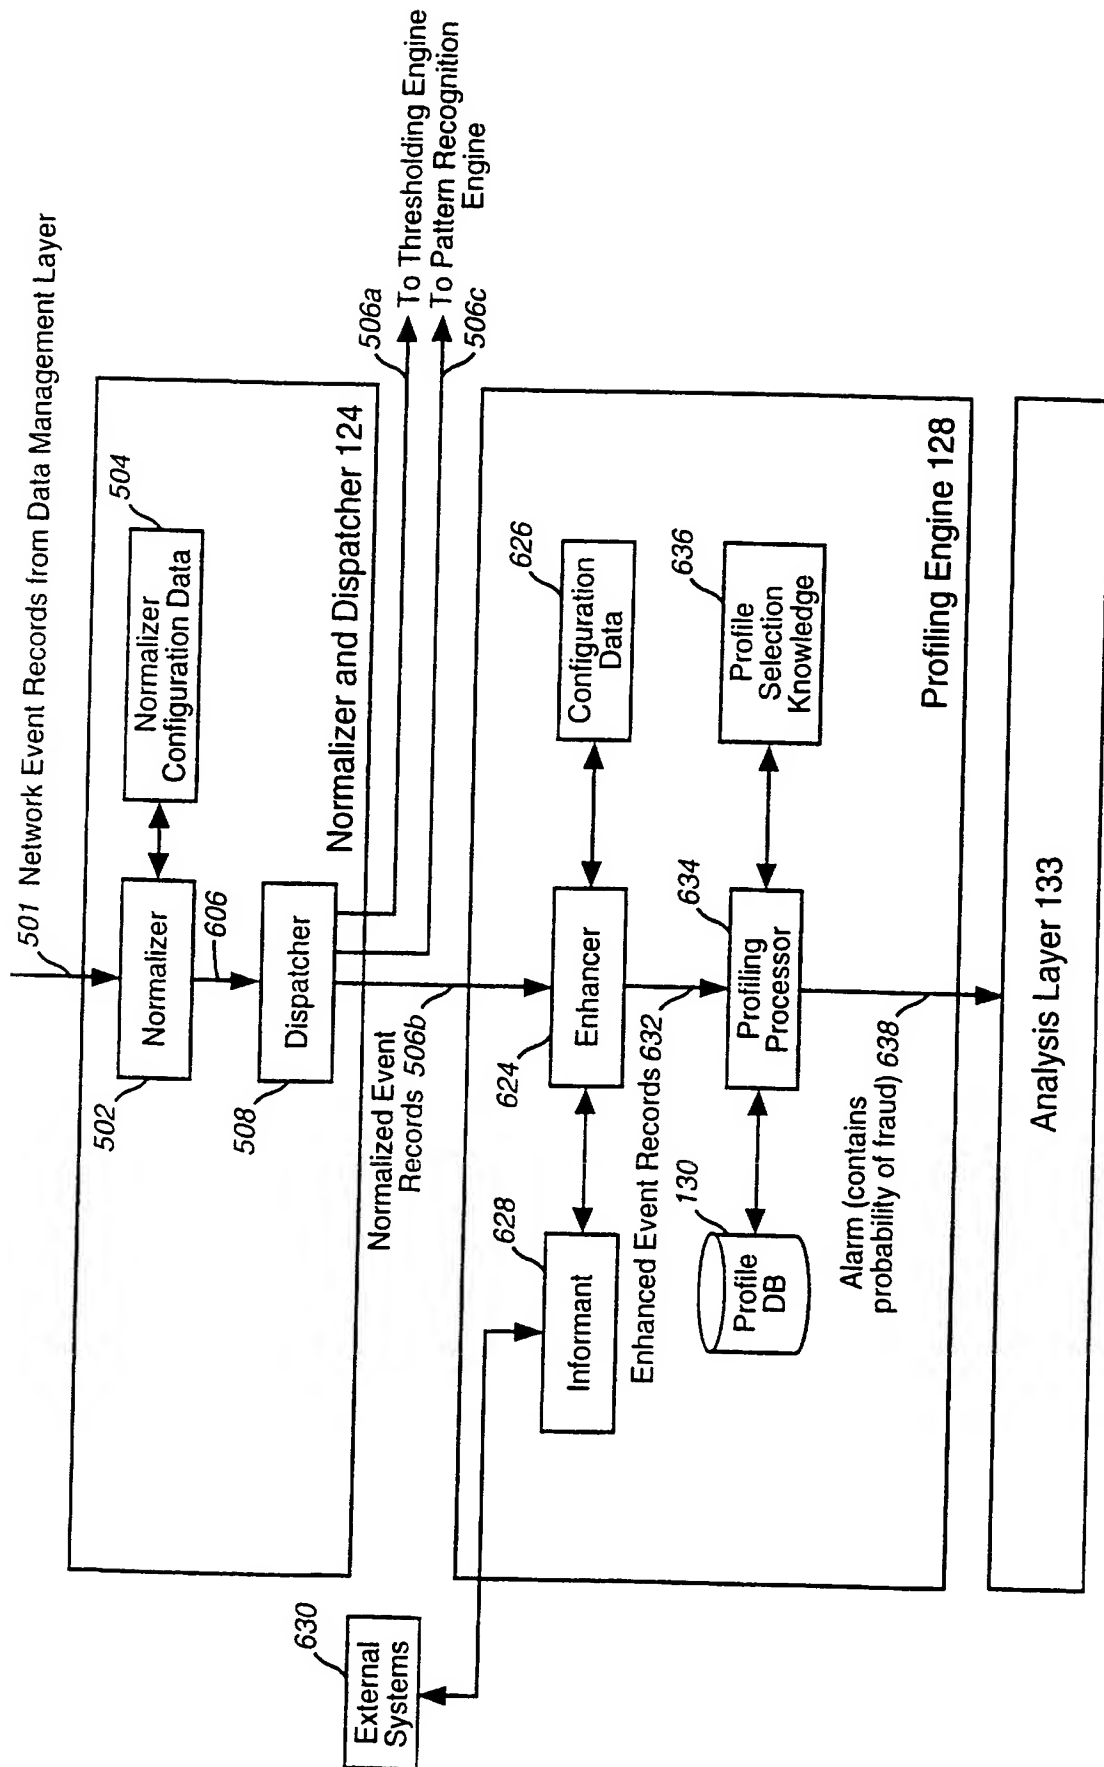 501 Network Event Records from Data Management Layer
504
Normalizer
Configuration Data
Normalizer
502
606
Dispatcher
508
Normalizer and Dispatcher 124
506a
To Thresholding Engine
To Pattern Recognition
Engine
506c
Normalized Event
Records 506b
630
External
Systems
628
Informant
624
Enhancer
626
Configuration
Data
Enhanced Event Records 632
130
Profile
DB
634
Profiling
Processor
636
Profile
Selection
Knowledge
Alarm (contains
probability of fraud) 638
Profiling Engine 128
Analysis Layer 133